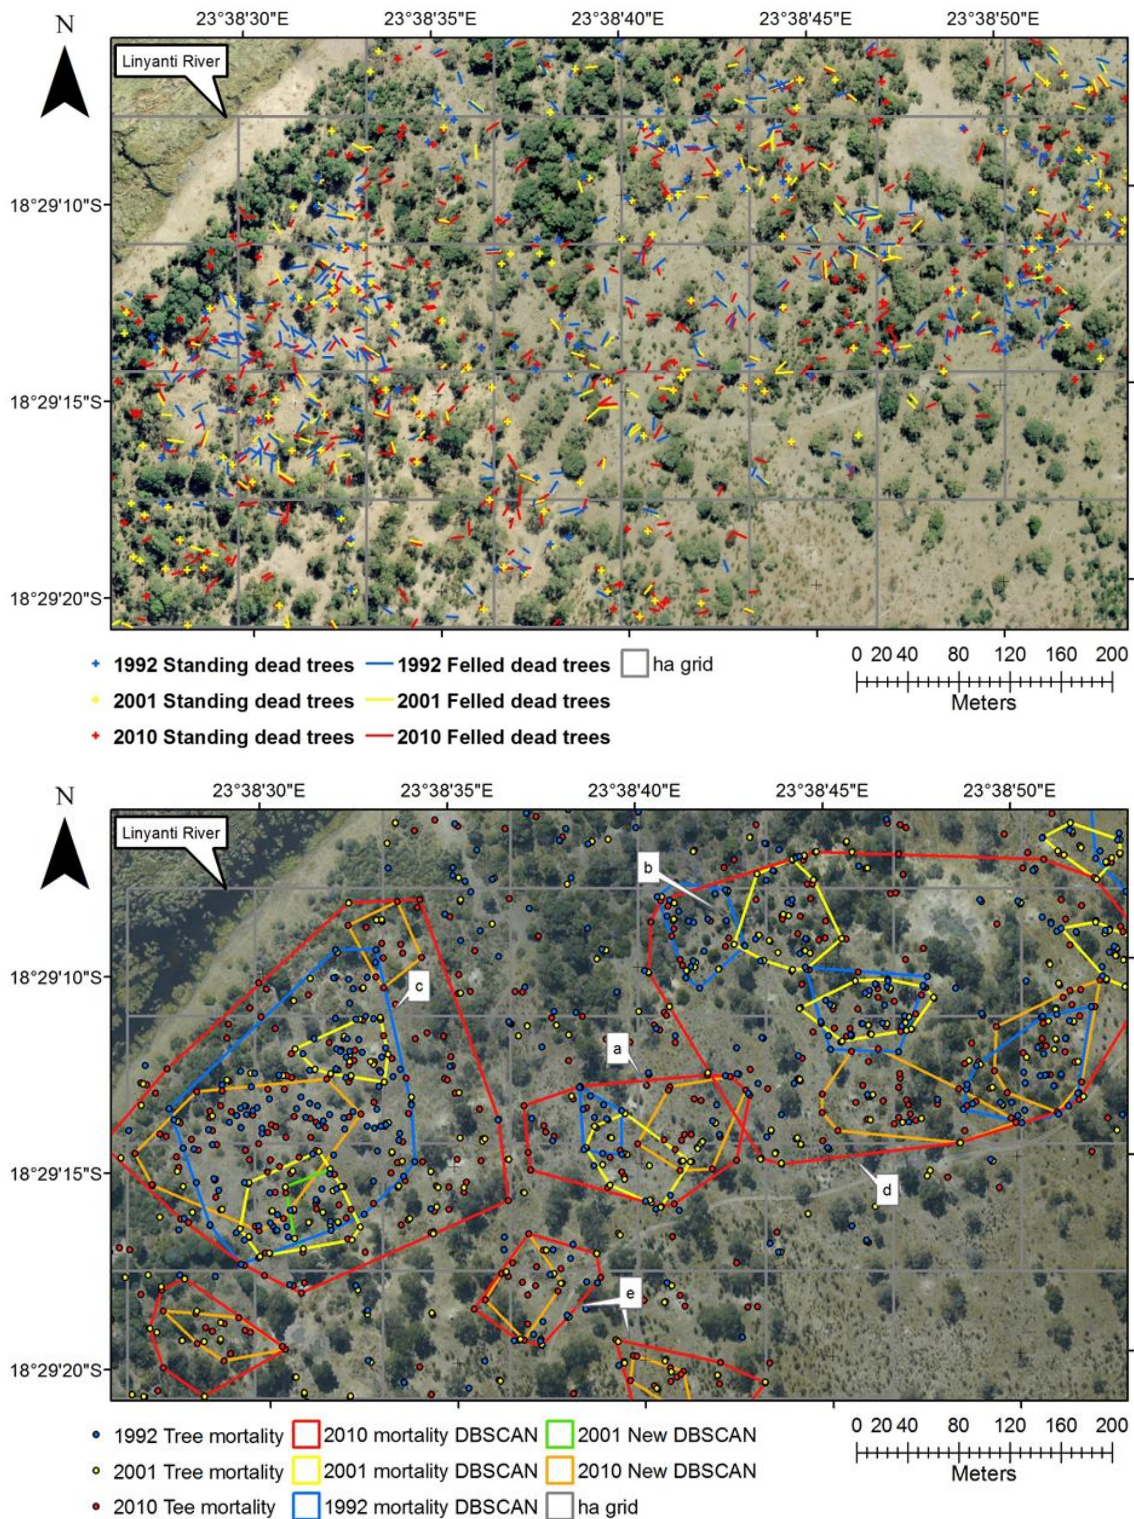 N
23°38'30"E 23°38'35"E 23°38'40"E 23°38'45"E 23°38'50"E
Linyanti River
18°29'10"S
18°29'15"S
18°29'20"S
1992 Standing dead trees 1992 Felled dead trees ha grid
2001 Standing dead trees 2001 Felled dead trees
2010 Standing dead trees 2010 Felled dead trees
0 20 40 80 120 160 200
Meters
N
23°38'30"E 23°38'35"E 23°38'40"E 23°38'45"E 23°38'50"E
Linyanti River
b
18°29'10"S
c
a
18°29'15"S
d
e
18°29'20"S
1992 Tree mortality 2010 mortality DBSCAN 2001 New DBSCAN
2001 Tree mortality 2001 mortality DBSCAN 2010 New DBSCAN
2010 Tee mortality 1992 mortality DBSCAN ha grid
0 20 40 80 120 160 200
Meters